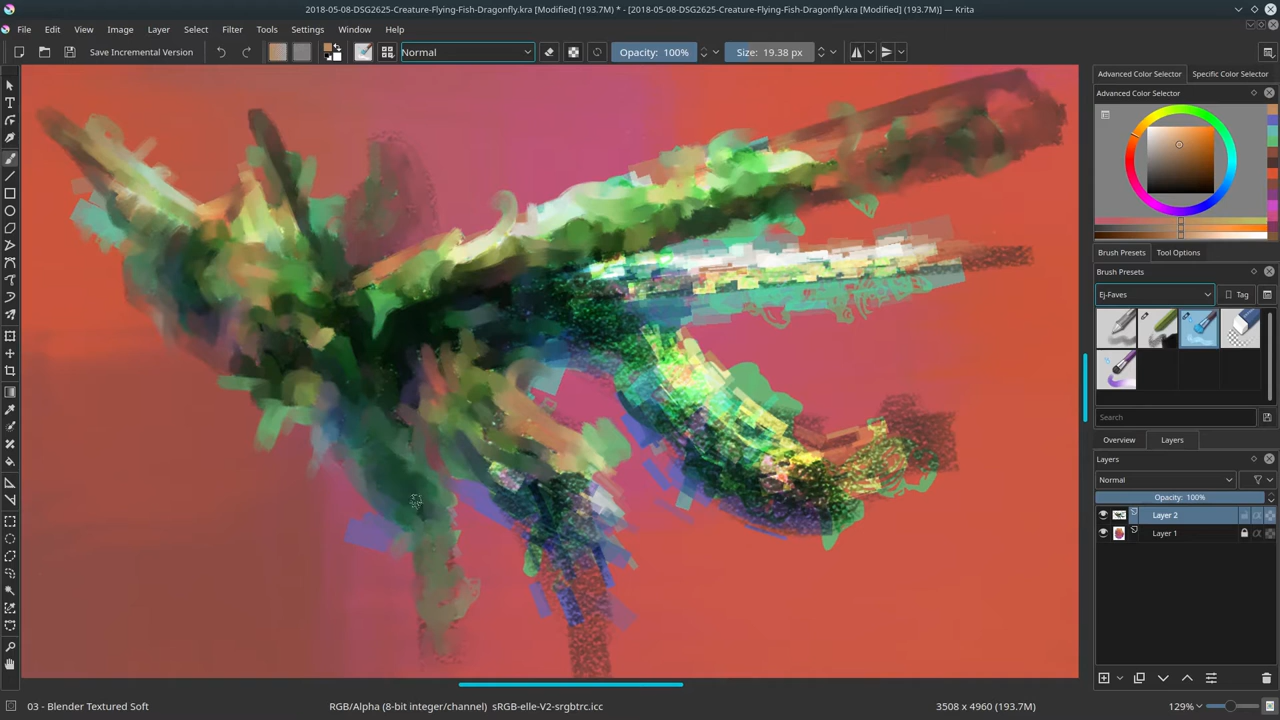 2018-05-08-DSG2625-Creature-Flying-Fish-Dragonfly.kra [Modified] (193.7M) * - [2018-05-08-DSG2625-Creature-Flying-Fish-Dragonfly.kra [Modified] (193.7M)] - Krita
File Edit View Image Layer Select Filter Tools Settings Window Help
Save Incremental Version
Normal
Opacity: 100%
Size: 19.38 px
Advanced Color Selector
Specific Color Selector
Advanced Color Selector
Brush Presets
Tool Options
Brush Presets
Ej-Faves
Tag
Search
Overview
Layers
Layers
Normal
Opacity: 100%
Layer 2
Layer 1
03 - Blender Textured Soft
RGB/Alpha (8-bit integer/channel) sRGB-elle-V2-srgbtrc.icc
3508 x 4960 (193.7M)
129%